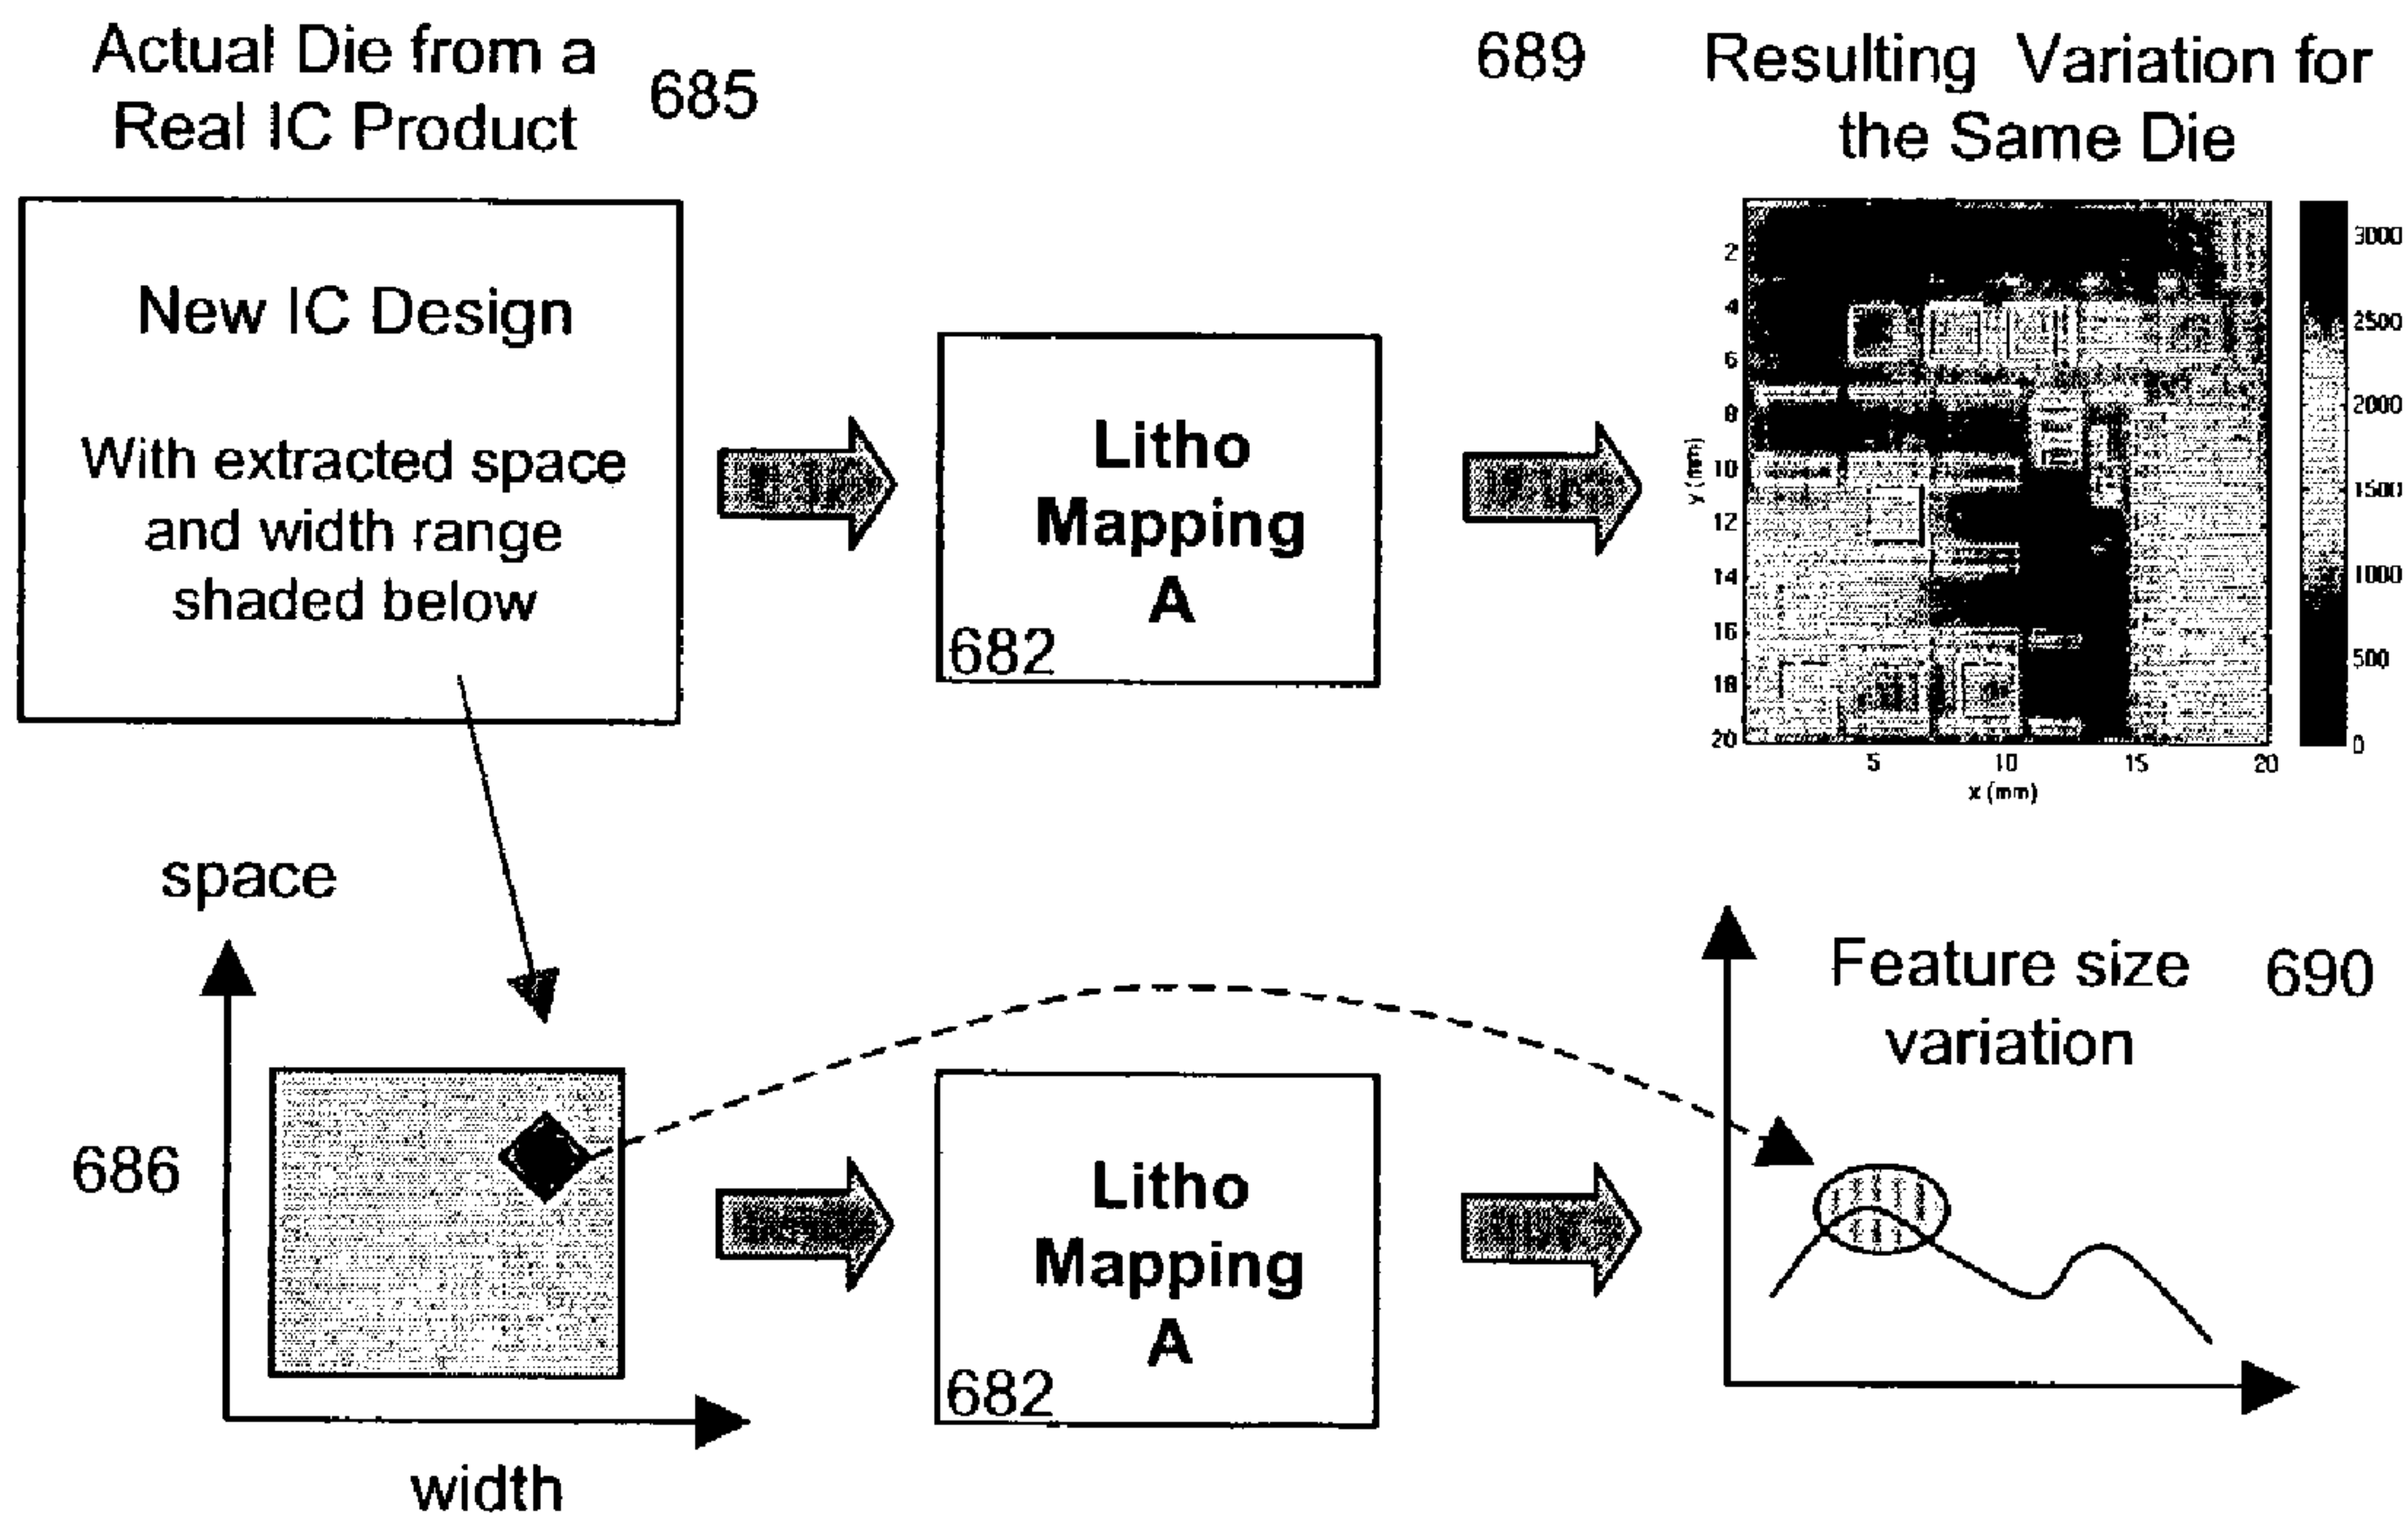 Actual Die from a
Real IC Product
685
689
Resulting Variation for
the Same Die
New IC Design
With extracted space
and width range
shaded below
Litho
Mapping
A
682
2
4
6
8
10
12
14
16
18
20
y (mm)
5
10
15
20
x (mm)
3000
2500
2000
1500
1000
500
0
space
686
width
Litho
Mapping
A
682
Feature size
variation
690